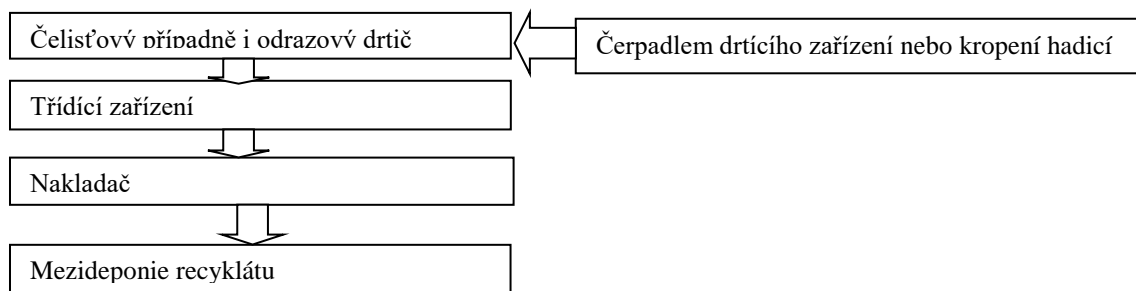 Čelisťový případně i odrazový drtič
Čerpadlem drtícího zařízení nebo kropení hadicí
Třídící zařízení
Nakladač
Mezideponie recyklátu